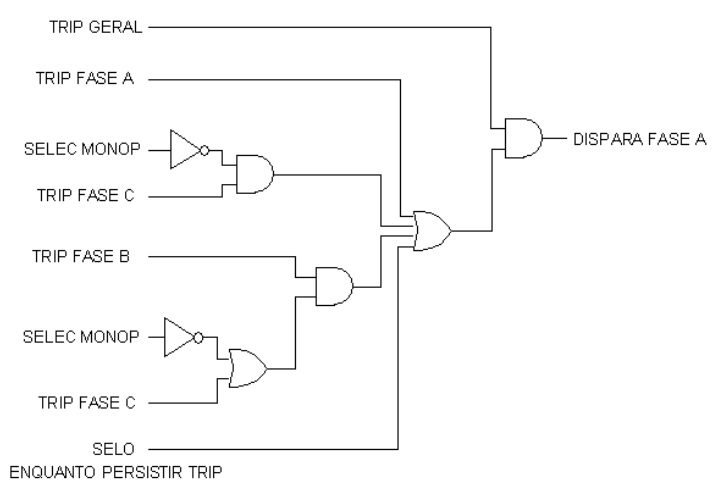 TRIP GERAL
TRIP FASE A
SELEC MONOP
DISPARA FASE A
TRIP FASE C
TRIP FASE B
SELEC MONOP
TRIP FASE C
SELO
ENQUANTO PERSISTIR TRIP